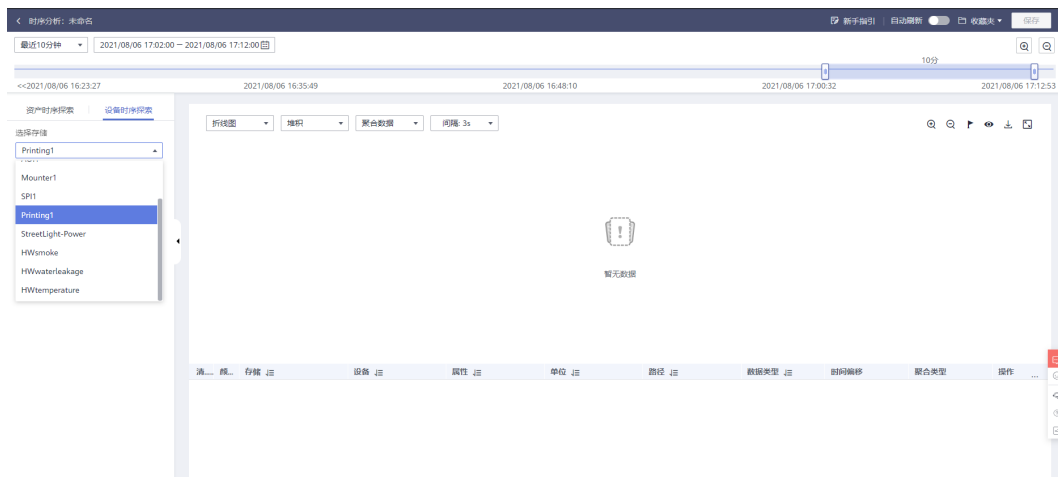 时序分析：未命名 新手指引 自动刷新 收藏夹 保存
最近10分钟 2021/08/06 17:02:00 ~ 2021/08/06 17:12:00
10分
<<2021/08/06 16:23:27 2021/08/06 16:35:49 2021/08/06 16:48:10 2021/08/06 17:00:32 2021/08/06 17:12:53
资产时序探索 设备时序探索
折线图 堆积 聚合数据 间隔: 3s
选择存储
Printing1
Mounter1
SPI1
Printing1
StreetLight-Power
HWsmoke
HWwaterleakage
HWtemperature
暂无数据
清... 颜... 存储 设备 属性 单位 路径 数据类型 时间偏移 聚合类型 操作 ...